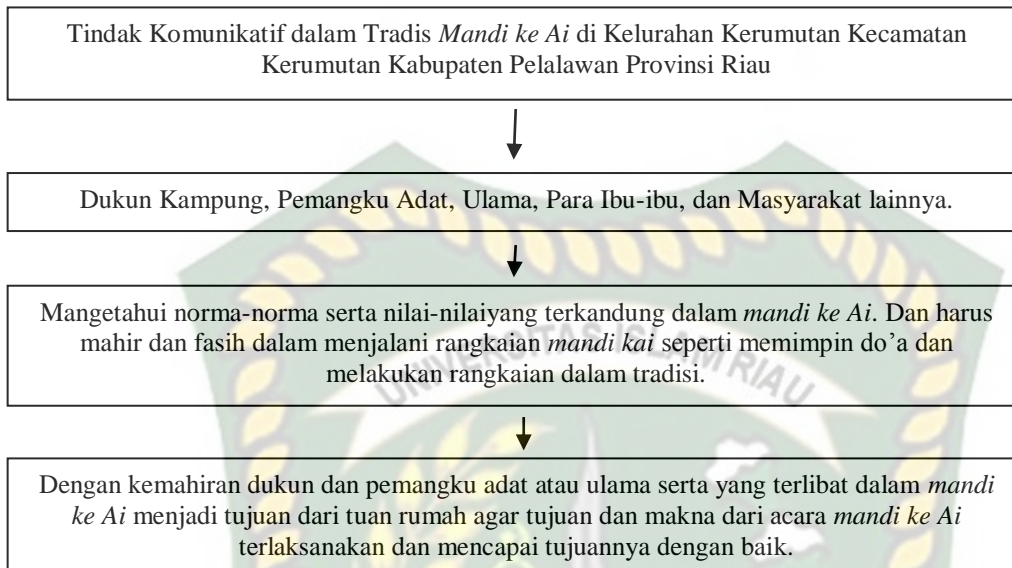 Tindak Komunikatif dalam Tradis Mandi ke Ai di Kelurahan Kerumutan Kecamatan
Kerumutan Kabupaten Pelalawan Provinsi Riau
Dukun Kampung, Pemangku Adat, Ulama, Para Ibu-ibu, dan Masyarakat lainnya.
Mangetahui norma-norma serta nilai-nilaiyang terkandung dalam mandi ke Ai. Dan harus
mahir dan fasih dalam menjalani rangkaian mandi kai seperti memimpin do’a dan
melakukan rangkaian dalam tradisi.
UNIVERSITAS ISLAM RIAU
Dengan kemahiran dukun dan pemangku adat atau ulama serta yang terlibat dalam mandi
ke Ai menjadi tujuan dari tuan rumah agar tujuan dan makna dari acara mandi ke Ai
terlaksanakan dan mencapai tujuannya dengan baik.